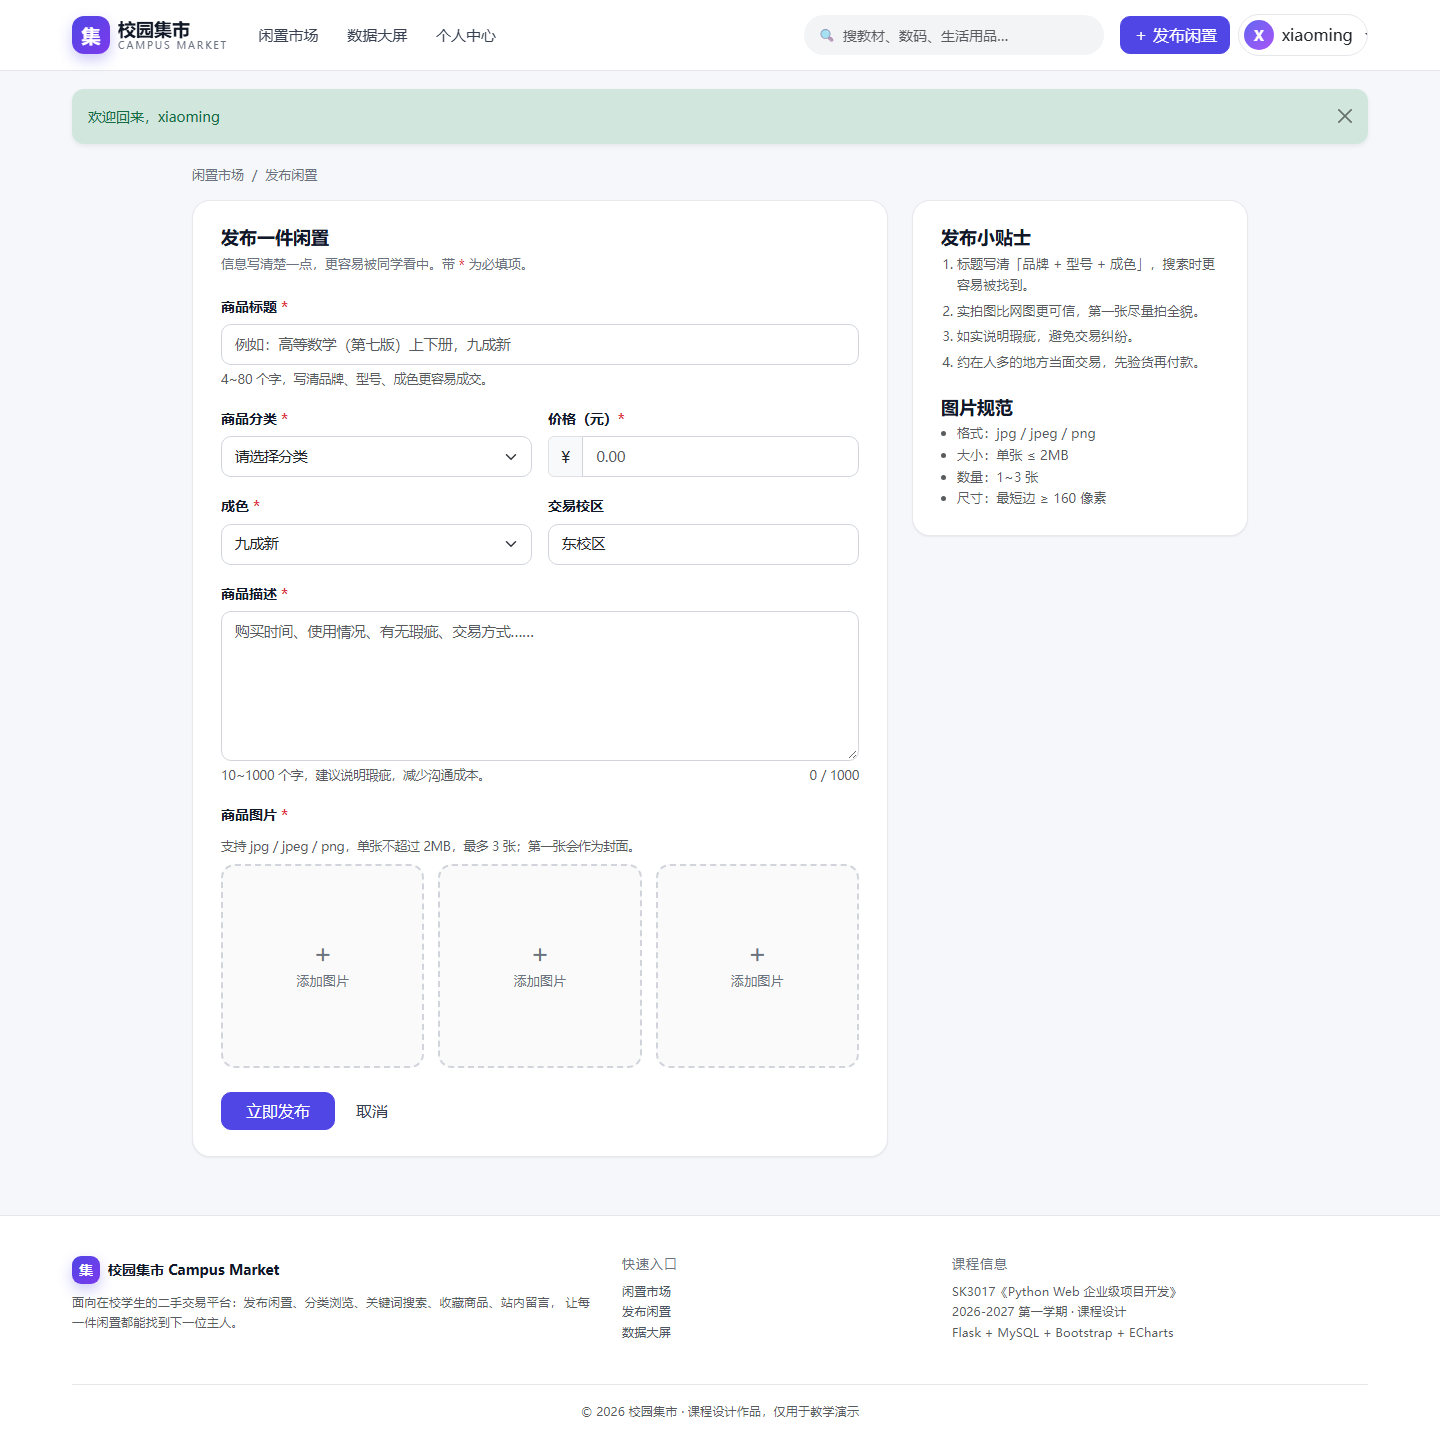 集 校园集市 CAMPUS MARKET 闲置市场 数据大屏 个人中心 🔍 搜教材、数码、生活用品... + 发布闲置 X xiaoming
欢迎回来，xiaoming
闲置市场 / 发布闲置
发布一件闲置
信息写清楚一点，更容易被同学看中。带 * 为必填项。
商品标题 *
例如：高等数学（第七版）上下册，九成新
4~80 个字，写清品牌、型号、成色更容易成交。
商品分类 * 价格（元）*
请选择分类 ¥ 0.00
成色 * 交易校区
九成新 东校区
商品描述 *
购买时间、使用情况、有无瑕疵、交易方式……
10~1000 个字，建议说明瑕疵，减少沟通成本。 0 / 1000
商品图片 *
支持 jpg / jpeg / png，单张不超过 2MB，最多 3 张；第一张会作为封面。
+ + +
添加图片 添加图片 添加图片
立即发布 取消
发布小贴士
1. 标题写清「品牌 + 型号 + 成色」，搜索时更
容易被找到。
2. 实拍图比网图更可信，第一张尽量拍全貌。
3. 如实说明瑕疵，避免交易纠纷。
4. 约在人多的地方当面交易，先验货再付款。
图片规范
格式：jpg / jpeg / png
大小：单张 ≤ 2MB
数量：1~3 张
尺寸：最短边 ≥ 160 像素
集 校园集市 Campus Market
面向在校学生的二手交易平台：发布闲置、分类浏览、关键词搜索、收藏商品、站内留言， 让每
一件闲置都能找到下一位主人。
快速入口
闲置市场
发布闲置
数据大屏
课程信息
SK3017《Python Web 企业级项目开发》
2026-2027 第一学期 · 课程设计
Flask + MySQL + Bootstrap + ECharts
© 2026 校园集市 · 课程设计作品，仅用于教学演示